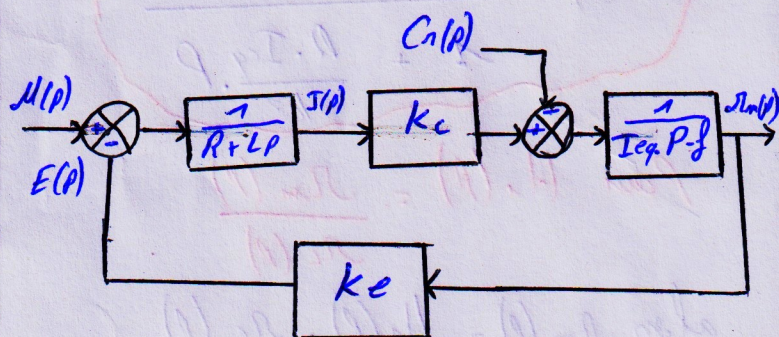 Cr(p)
U(p)
+
-
E(p)
1
R+Lp
I(p)
Kc
-
+
1
Ieq.P-f
Ωm(p)
Ke